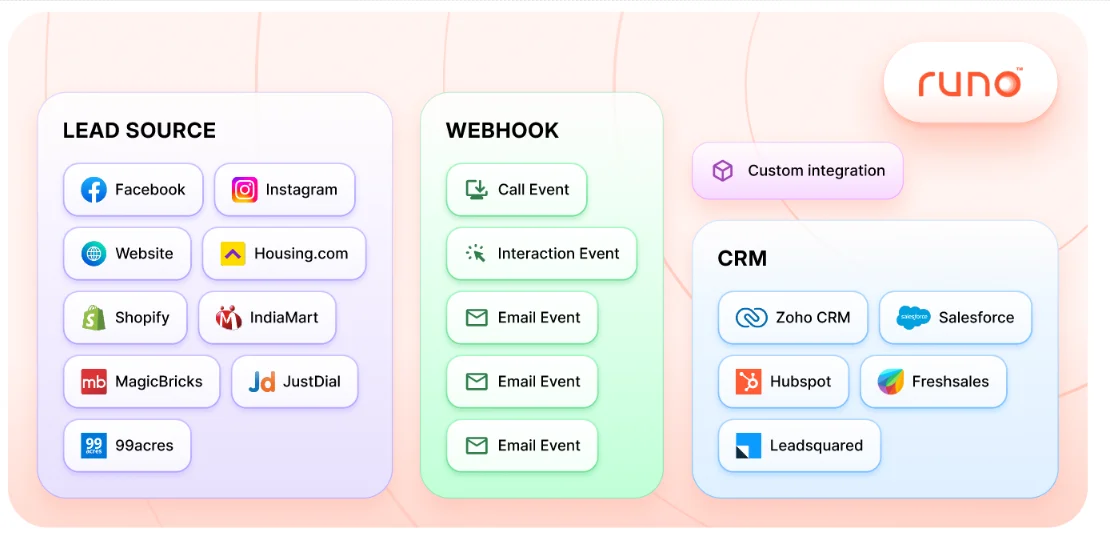 runo™
LEAD SOURCE
Facebook
Instagram
Website
Housing.com
Shopify
IndiaMart
mb
MagicBricks
Jd
JustDial
99
acres
99acres
WEBHOOK
Call Event
Interaction Event
Email Event
Email Event
Email Event
Custom integration
CRM
Zoho CRM
salesforce
Salesforce
Hubspot
Freshsales
Leadsquared